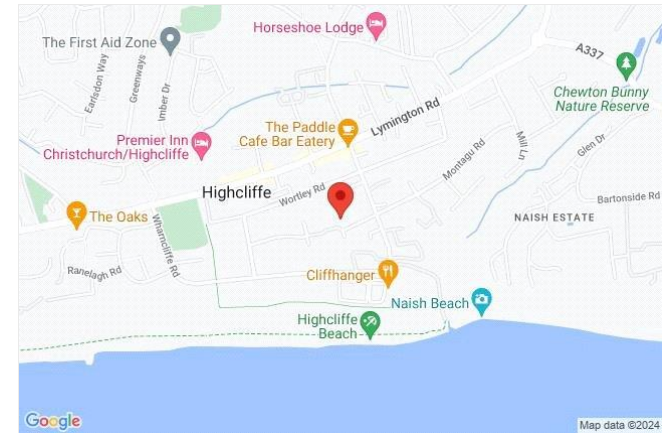 Horseshoe Lodge
The First Aid Zone
A337
Earlsdon Way
Greenways
Imber Dr
Chewton Bunny
Nature Reserve
Lymington Rd
The Paddle
Cafe Bar Eatery
Premier Inn
Christchurch/Highcliffe
Mill Ln
Glen Dr
Montagu Rd
Highcliffe
Wortley Rd
Bartonside Rd
The Oaks
NAISH ESTATE
Wharncliffe Rd
Ranelagh Rd
Cliffhanger
Naish Beach
Highcliffe
Beach
Google
Map data ©2024